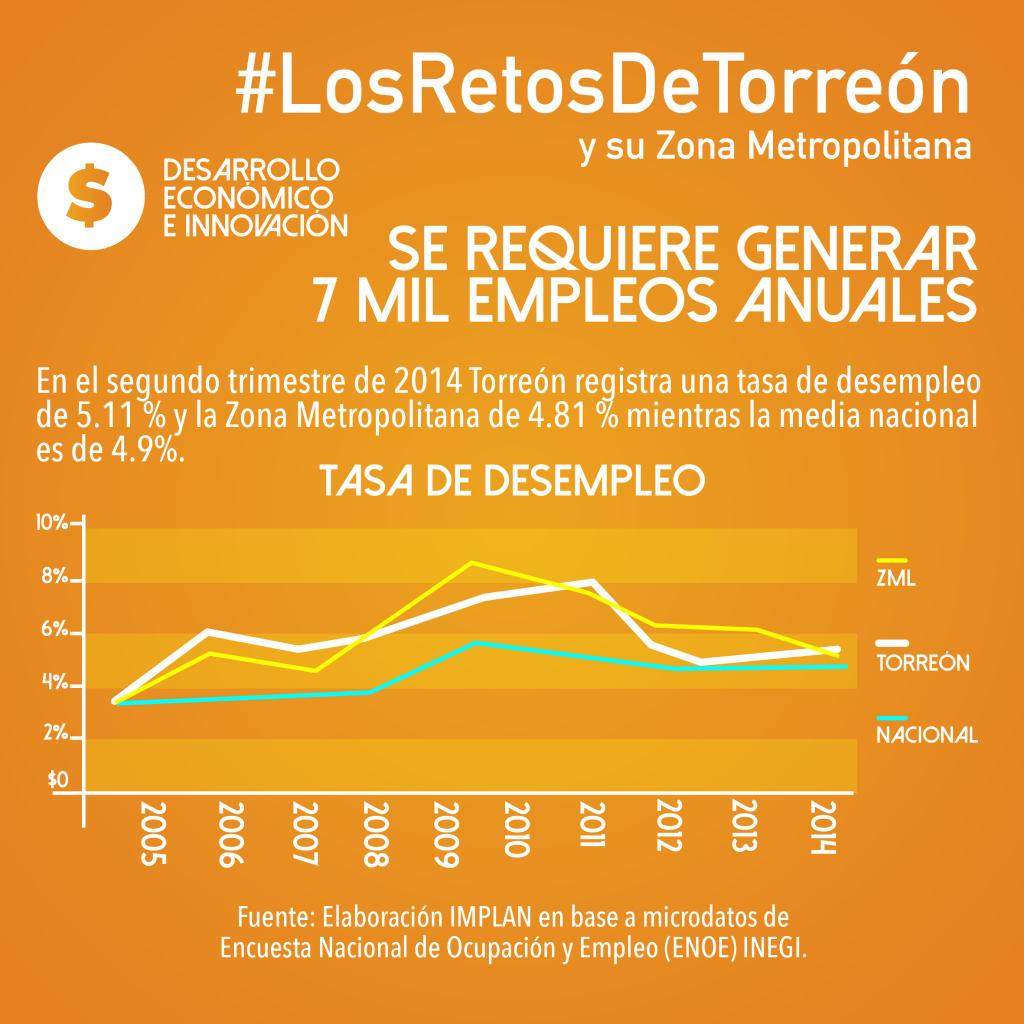 #LosRetosDeTorreón
y su Zona Metropolitana
$
DESARROLLO
ECONÓMICO
E INNOVACIÓN
SE REQUIERE GENERAR
7 MIL EMPLEOS ANUALES
En el segundo trimestre de 2014 Torreón registra una tasa de desempleo
de 5.11 % y la Zona Metropolitana de 4.81 % mientras la media nacional
es de 4.9%.
TASA DE DESEMPLEO
10%
8%
6%
4%
2%
$0
2005
2006
2007
2008
2009
2010
2011
2012
2013
2014
ZML
TORREÓN
NACIONAL
Fuente: Elaboración IMPLAN en base a microdatos de
Encuesta Nacional de Ocupación y Empleo (ENOE) INEGI.